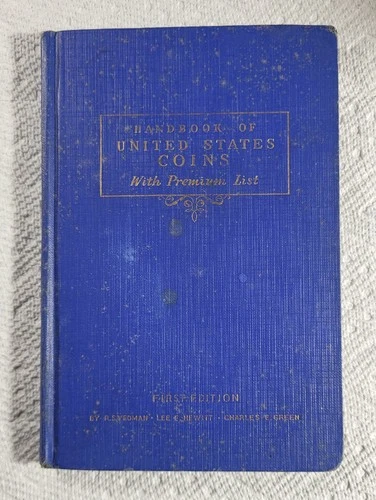 HANDBOOK OF
UNITED STATES
COINS
With Premium List
FIRST EDITION
BY R.S.YEOMAN · LEE F. HEWITT · CHARLES E. GREEN